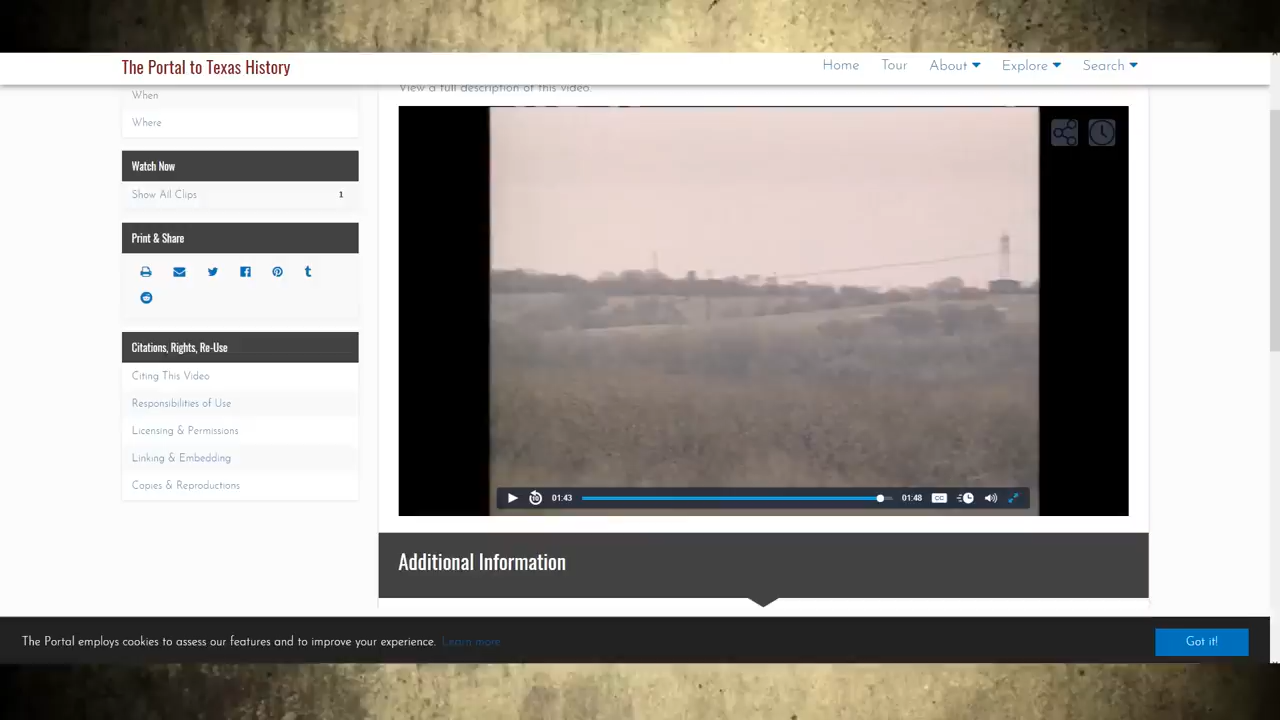 The Portal to Texas History
Home Tour About Explore Search
When
View a full description of this video.
Where
Watch Now
Show All Clips 1
Print & Share
Citations, Rights, Re-Use
Citing This Video
Responsibilities of Use
Licensing & Permissions
Linking & Embedding
Copies & Reproductions
10 01:43 01:48 CC
Additional Information
The Portal employs cookies to assess our features and to improve your experience. Learn more
Got it!